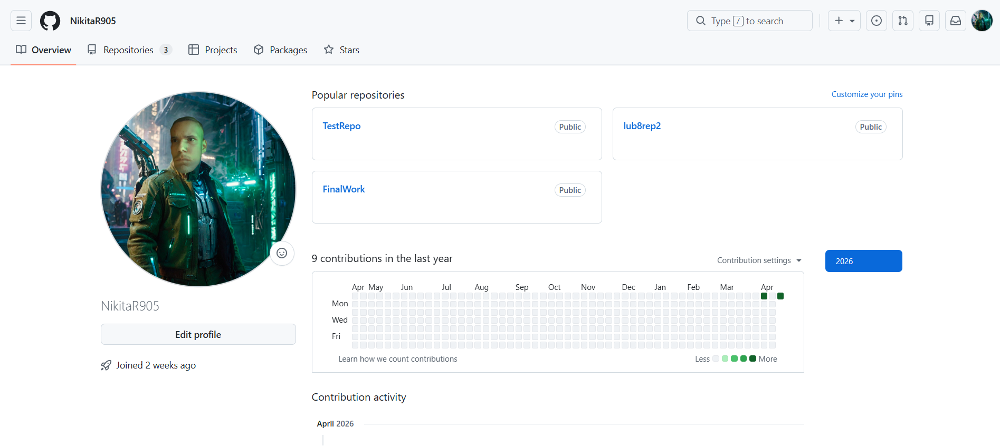 NikitaR905
Type / to search
Overview
Repositories 3
Projects
Packages
Stars
Popular repositories
Customize your pins
TestRepo
Public
lub8rep2
Public
FinalWork
Public
NikitaR905
Edit profile
Joined 2 weeks ago
9 contributions in the last year
Contribution settings
2026
Apr May Jun Jul Aug Sep Oct Nov Dec Jan Feb Mar Apr
Mon
Wed
Fri
Learn how we count contributions
Less More
Contribution activity
April 2026